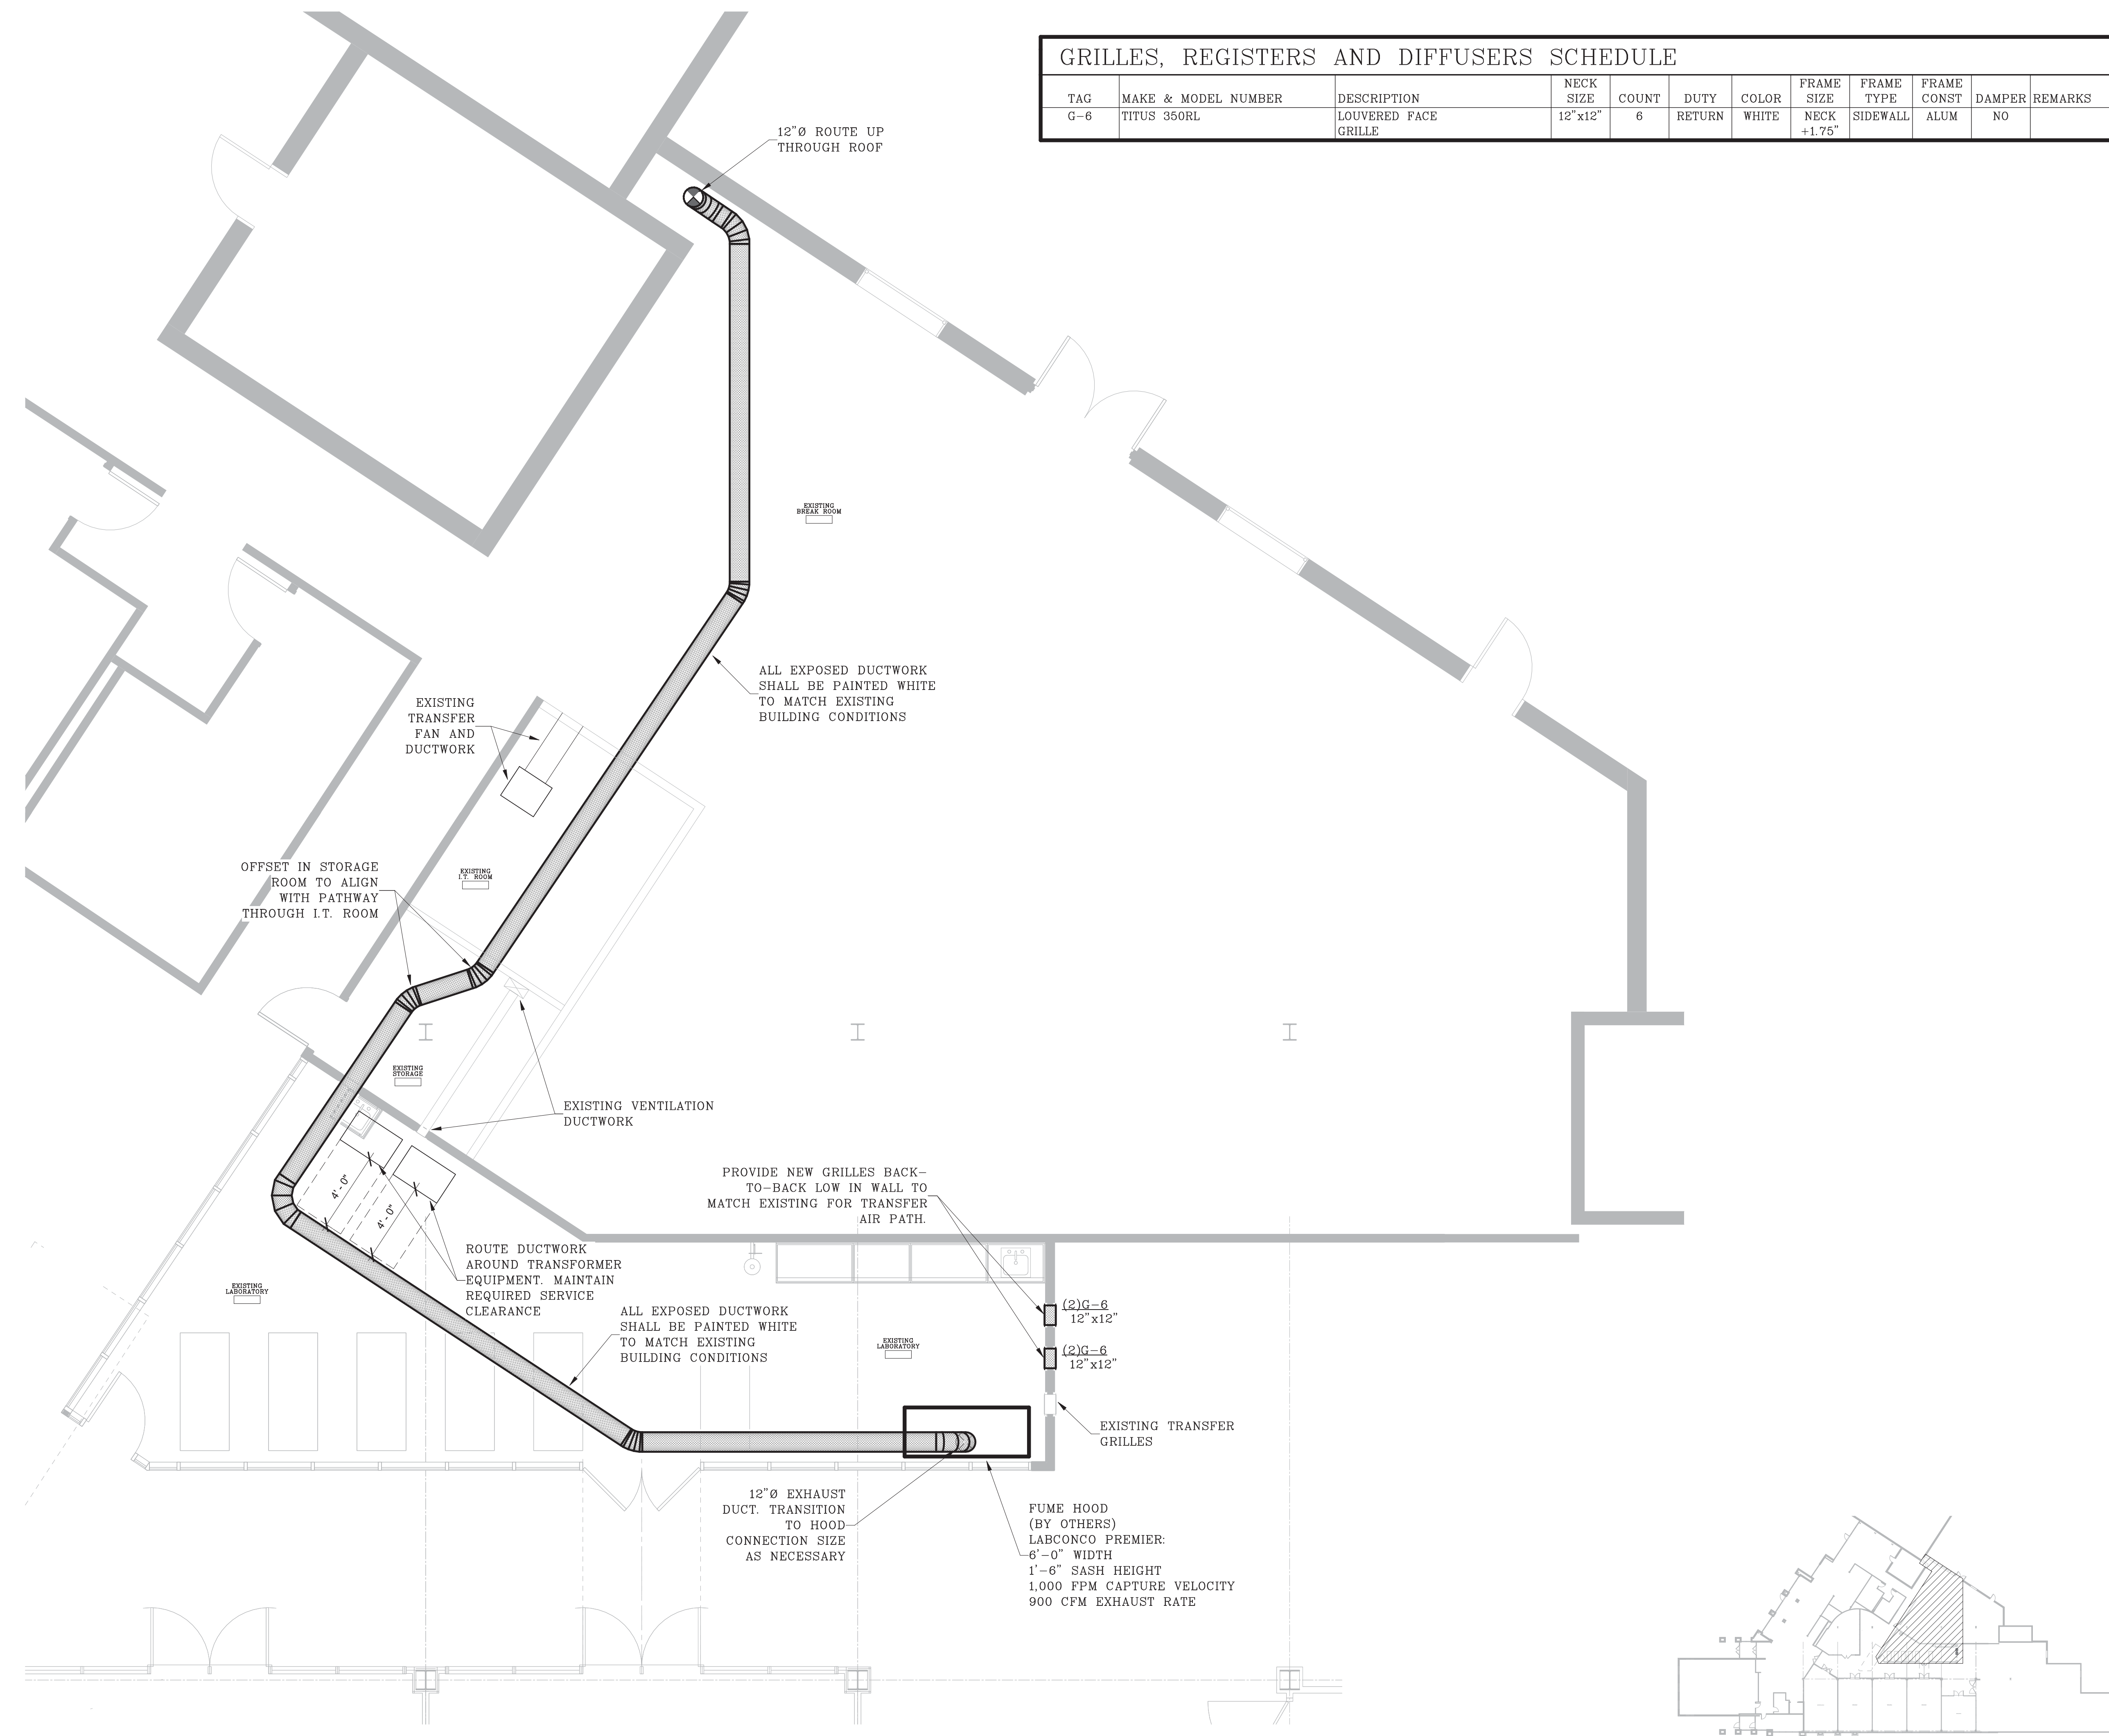 GRILLES, REGISTERS AND DIFFUSERS SCHEDULE
TAG
MAKE & MODEL NUMBER
DESCRIPTION
NECK
SIZE
COUNT
DUTY
COLOR
FRAME
SIZE
FRAME
TYPE
FRAME
CONST
DAMPER
REMARKS
G-6
TITUS 350RL
LOUVERED FACE
GRILLE
12"x12"
6
RETURN
WHITE
NECK
+1.75"
SIDEWALL
ALUM
NO
12"Ø ROUTE UP
THROUGH ROOF
EXISTING
BREAK ROOM
ALL EXPOSED DUCTWORK
SHALL BE PAINTED WHITE
TO MATCH EXISTING
BUILDING CONDITIONS
EXISTING
TRANSFER
FAN AND
DUCTWORK
OFFSET IN STORAGE
ROOM TO ALIGN
WITH PATHWAY
THROUGH I.T. ROOM
EXISTING
I.T. ROOM
EXISTING
STORAGE
EXISTING VENTILATION
DUCTWORK
4'-0"
4'-0"
PROVIDE NEW GRILLES BACK-
TO-BACK LOW IN WALL TO
MATCH EXISTING FOR TRANSFER
AIR PATH.
ROUTE DUCTWORK
AROUND TRANSFORMER
EQUIPMENT. MAINTAIN
REQUIRED SERVICE
CLEARANCE
EXISTING
LABORATORY
ALL EXPOSED DUCTWORK
SHALL BE PAINTED WHITE
TO MATCH EXISTING
BUILDING CONDITIONS
EXISTING
LABORATORY
(2)G-6
12"x12"
(2)G-6
12"x12"
EXISTING TRANSFER
GRILLES
12"Ø EXHAUST
DUCT. TRANSITION
TO HOOD
CONNECTION SIZE
AS NECESSARY
FUME HOOD
(BY OTHERS)
LABCONCO PREMIER:
6'-0" WIDTH
1'-6" SASH HEIGHT
1,000 FPM CAPTURE VELOCITY
900 CFM EXHAUST RATE